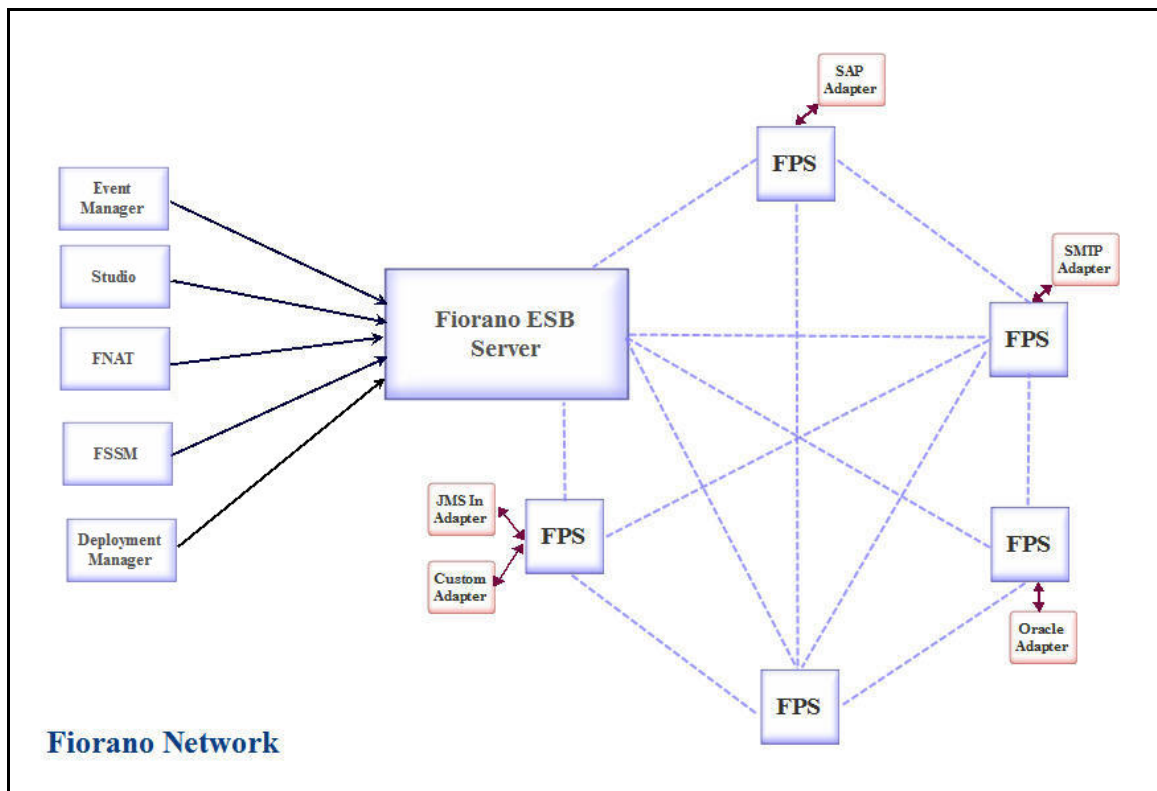 SAP
Adapter
FPS
Event
Manager
Studio
FNAT
FSSM
Deployment
Manager
Fiorano ESB
Server
SMTP
Adapter
FPS
JMS In
Adapter
Custom
Adapter
FPS
FPS
Oracle
Adapter
FPS
Fiorano Network